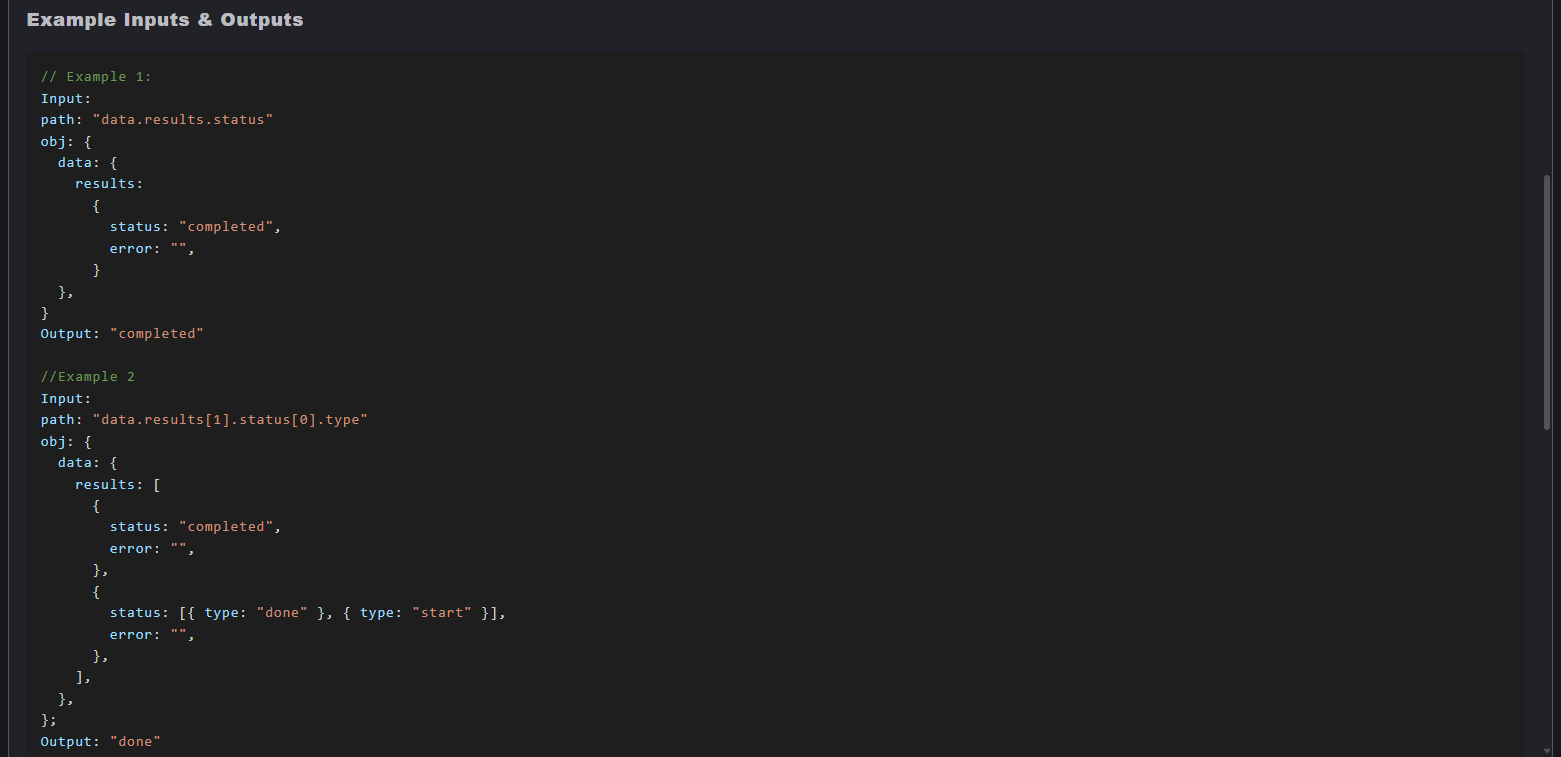 Example Inputs & Outputs
// Example 1:
Input:
path: "data.results.status"
obj: {
  data: {
    results:
      {
        status: "completed",
        error: "",
      }
  },
}
Output: "completed"

//Example 2
Input:
path: "data.results[1].status[0].type"
obj: {
  data: {
    results: [
      {
        status: "completed",
        error: "",
      },
      {
        status: [{ type: "done" }, { type: "start" }],
        error: "",
      },
    ],
  },
};
Output: "done"